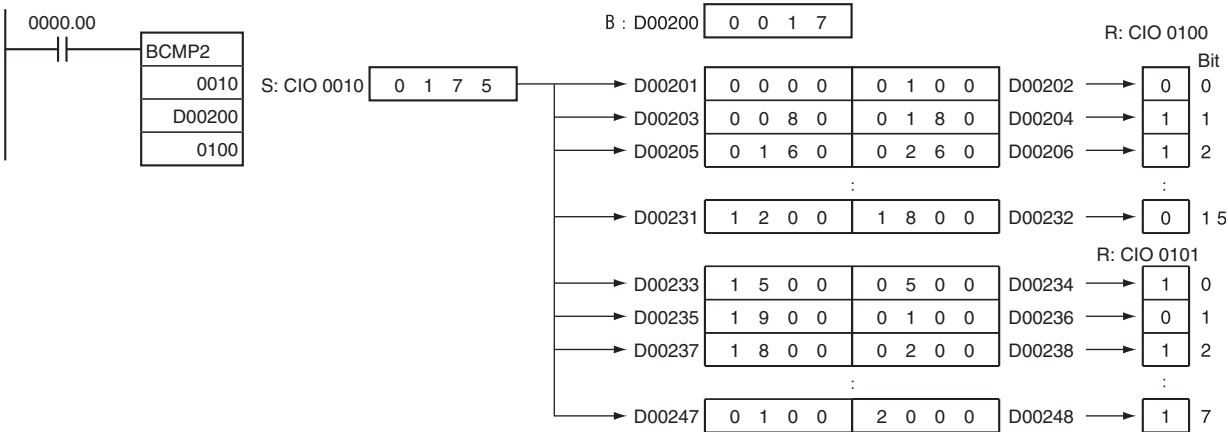 0000.00
BCMP2
0010
D00200
0100
S: CIO 0010 0 1 7 5
B : D00200 0 0 1 7
R: CIO 0100
Bit
D00201 0 0 0 0 0 1 0 0 D00202 0 0
D00203 0 0 8 0 0 1 8 0 D00204 1 1
D00205 0 1 6 0 0 2 6 0 D00206 1 2
: :
D00231 1 2 0 0 1 8 0 0 D00232 0 1 5
R: CIO 0101
D00233 1 5 0 0 0 5 0 0 D00234 1 0
D00235 1 9 0 0 0 1 0 0 D00236 0 1
D00237 1 8 0 0 0 2 0 0 D00238 1 2
: :
D00247 0 1 0 0 2 0 0 0 D00248 1 7